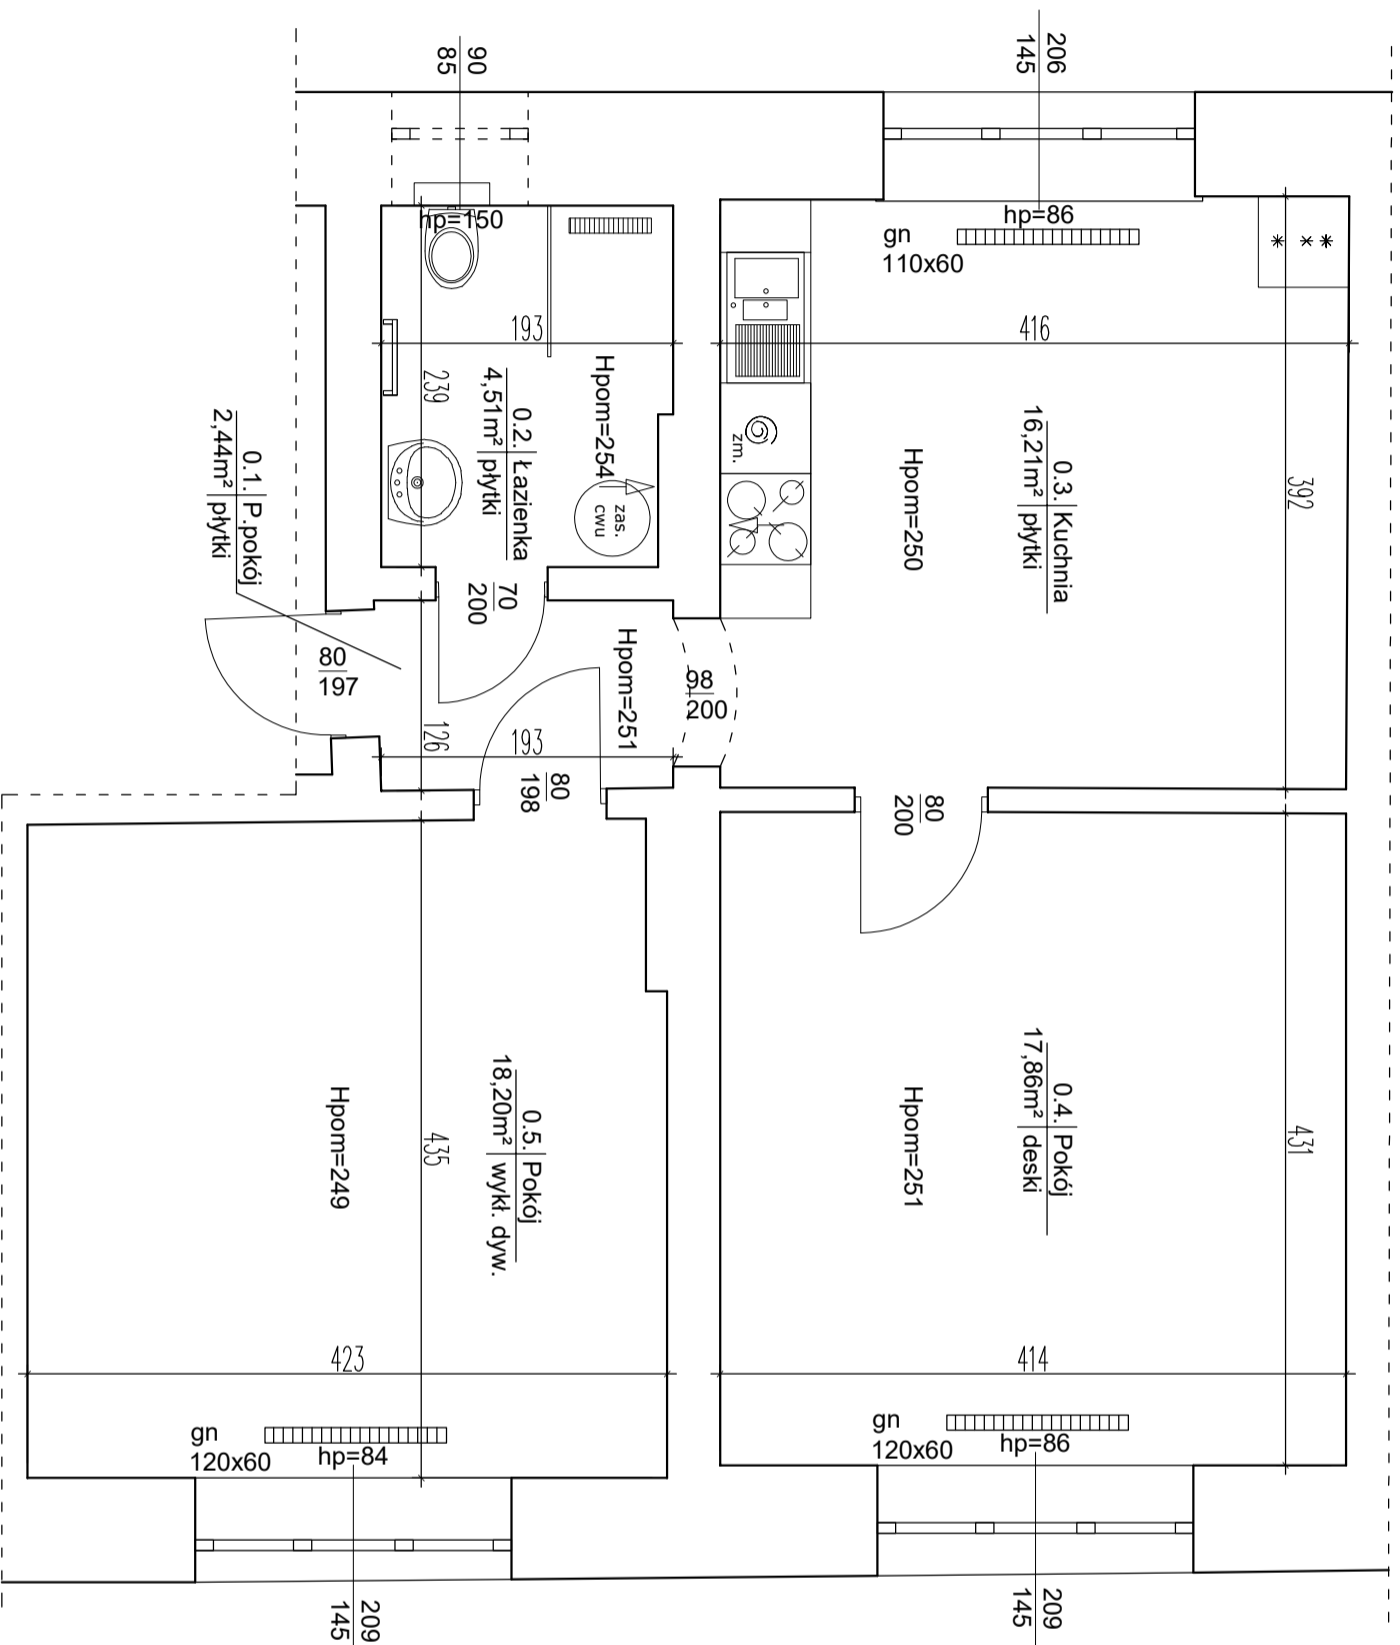 90
85
206
145
hp=150
hp=86
gn
110x60
193
416
239
392
Hpom=254
0.2. Łazienka
4,51m² płytki
zas.
cwu
zm.
0.3. Kuchnia
16,21m² płytki
Hpom=250
0.1. P.pokój
2,44m² płytki
70
200
80
197
Hpom=251
98
200
126
193
80
198
80
200
0.5. Pokój
18,20m² wykł. dyw.
Hpom=249
435
0.4. Pokój
17,86m² deski
Hpom=251
431
423
414
gn
120x60
hp=84
gn
120x60
hp=86
209
145
209
145